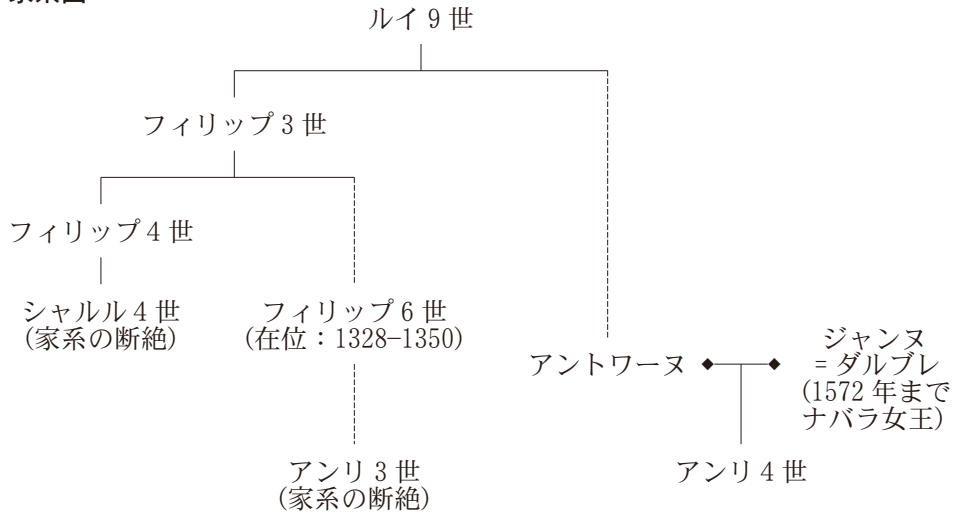 ルイ 9 世
フィリップ 3 世
フィリップ 4 世
シャルル 4 世
(家系の断絶)
フィリップ 6 世
(在位：1328–1350)
アントワーヌ
ジャンヌ
= ダルブレ
(1572 年まで
ナバラ女王)
アンリ 3 世
(家系の断絶)
アンリ 4 世